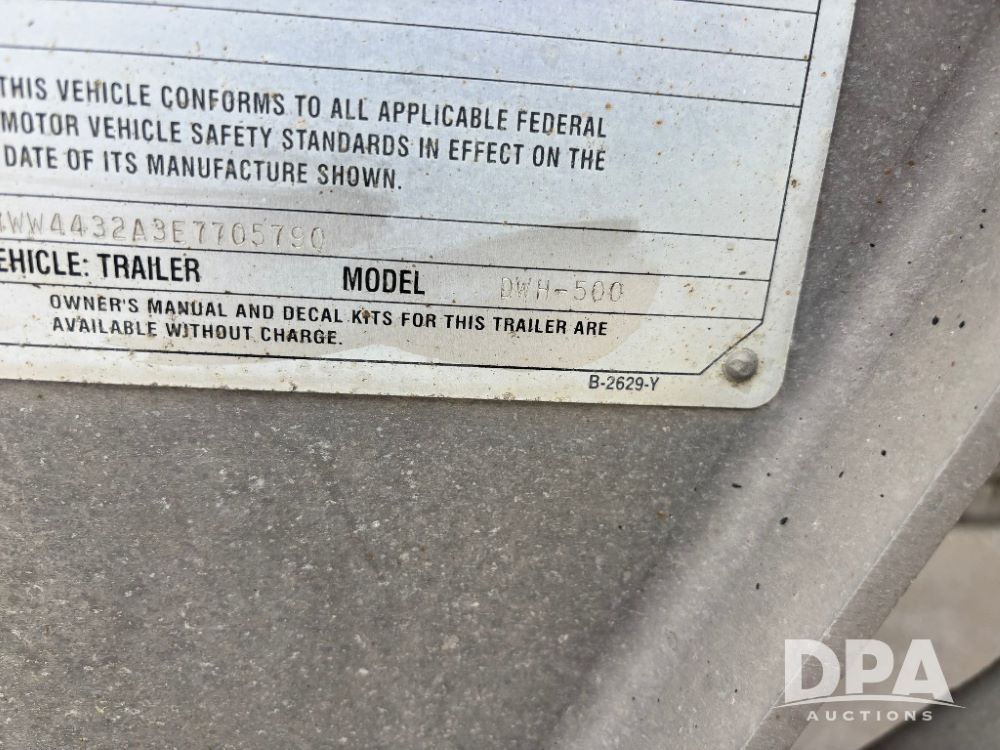 THIS VEHICLE CONFORMS TO ALL APPLICABLE FEDERAL
MOTOR VEHICLE SAFETY STANDARDS IN EFFECT ON THE
DATE OF ITS MANUFACTURE SHOWN.
WW4432A3E7705790
EHICLE: TRAILER MODEL DWH-500
OWNER'S MANUAL AND DECAL KITS FOR THIS TRAILER ARE
AVAILABLE WITHOUT CHARGE.
B-2629-Y
DPA
AUCTIONS